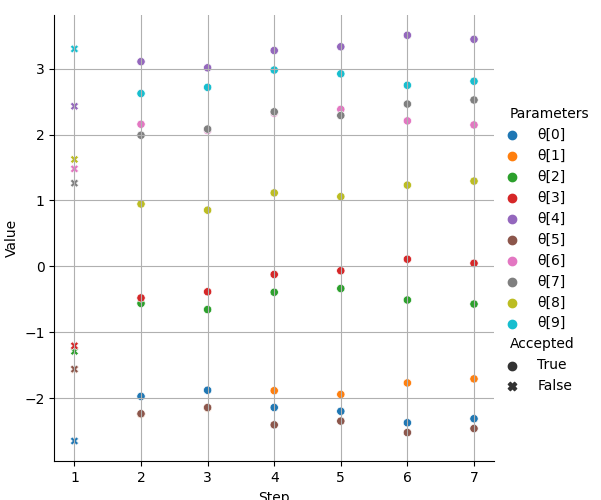 3
2
1
0
−1
−2
Value
1 2 3 4 5 6 7
Step
Parameters
θ[0]
θ[1]
θ[2]
θ[3]
θ[4]
θ[5]
θ[6]
θ[7]
θ[8]
θ[9]
Accepted
True
False